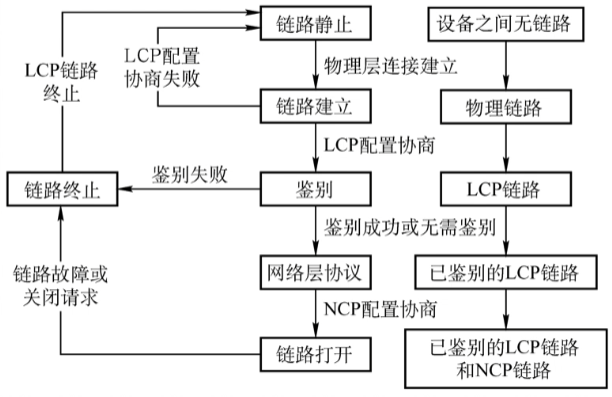 链路静止
设备之间无链路
LCP配置
协商失败
LCP链路
终止
物理层连接建立
链路建立
物理链路
LCP配置协商
鉴别失败
链路终止
鉴别
LCP链路
鉴别成功或无需鉴别
网络层协议
已鉴别的LCP链路
链路故障或
关闭请求
NCP配置协商
链路打开
已鉴别的LCP链路
和NCP链路